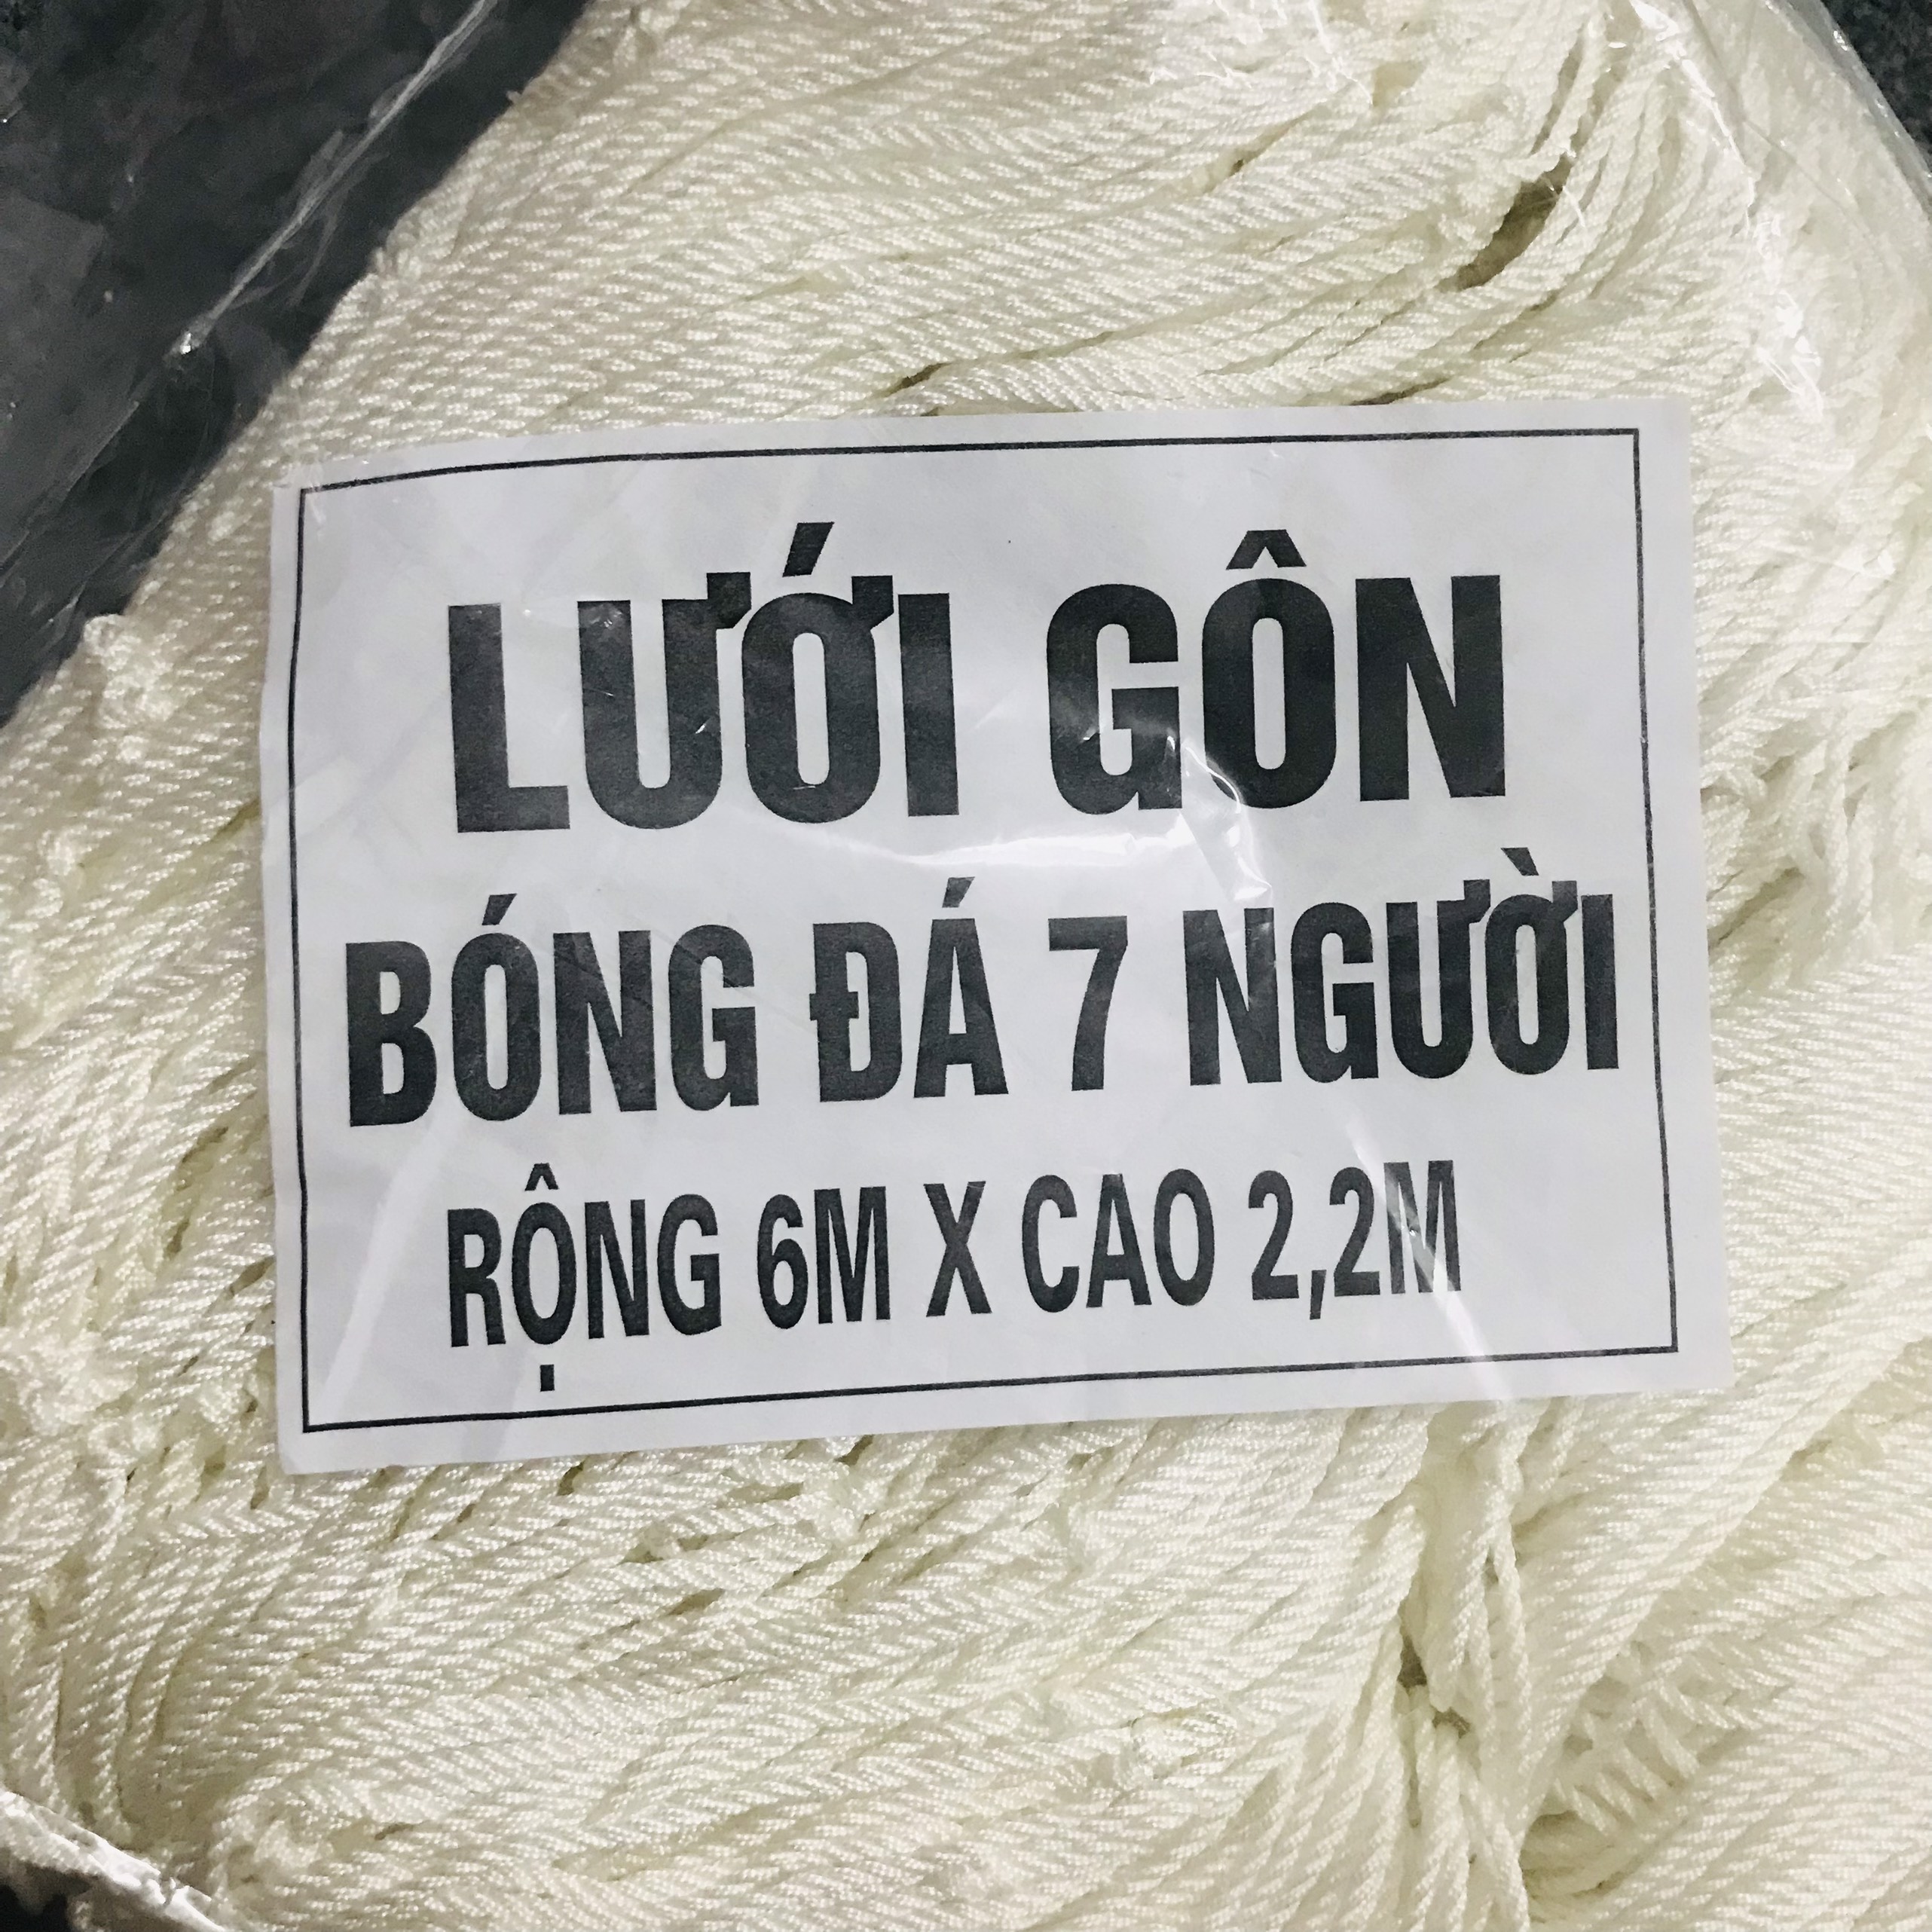 LƯỚI GÔN
BÓNG ĐÁ 7 NGƯỜI
RỘNG 6M X CAO 2,2M